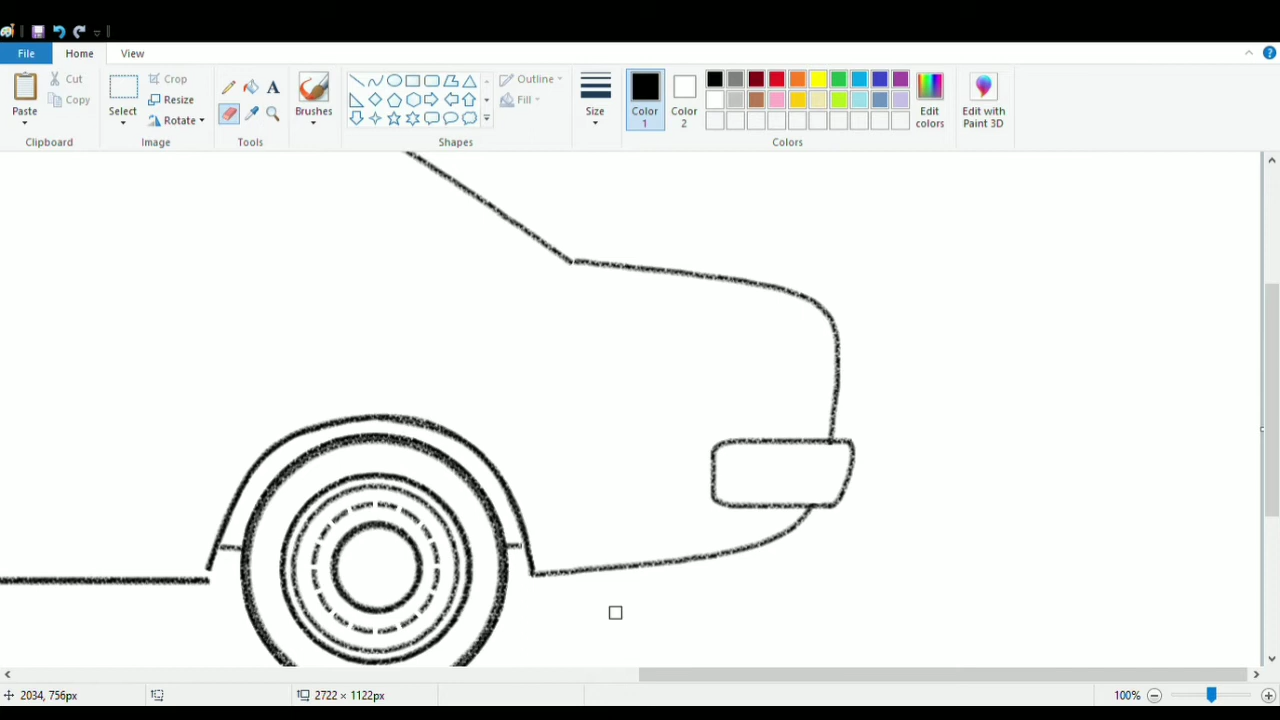 File Home View
Paste
Cut
Copy
Clipboard
Select
Crop
Resize
Rotate
Image
A
Tools
Brushes
Shapes
Outline
Fill
Size
Color
1
Color
2
Edit
colors
Colors
Edit with
Paint 3D
?
2034, 756px
2722 × 1122px
100%